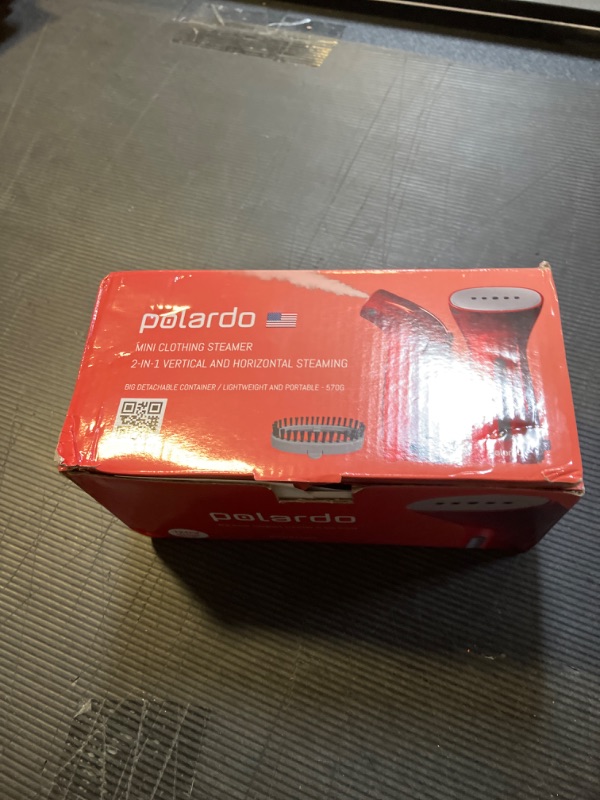 polardo
MINI CLOTHING STEAMER
2-IN-1 VERTICAL AND HORIZONTAL STEAMING
BIG DETACHABLE CONTAINER / LIGHTWEIGHT AND PORTABLE - 570G
polardo